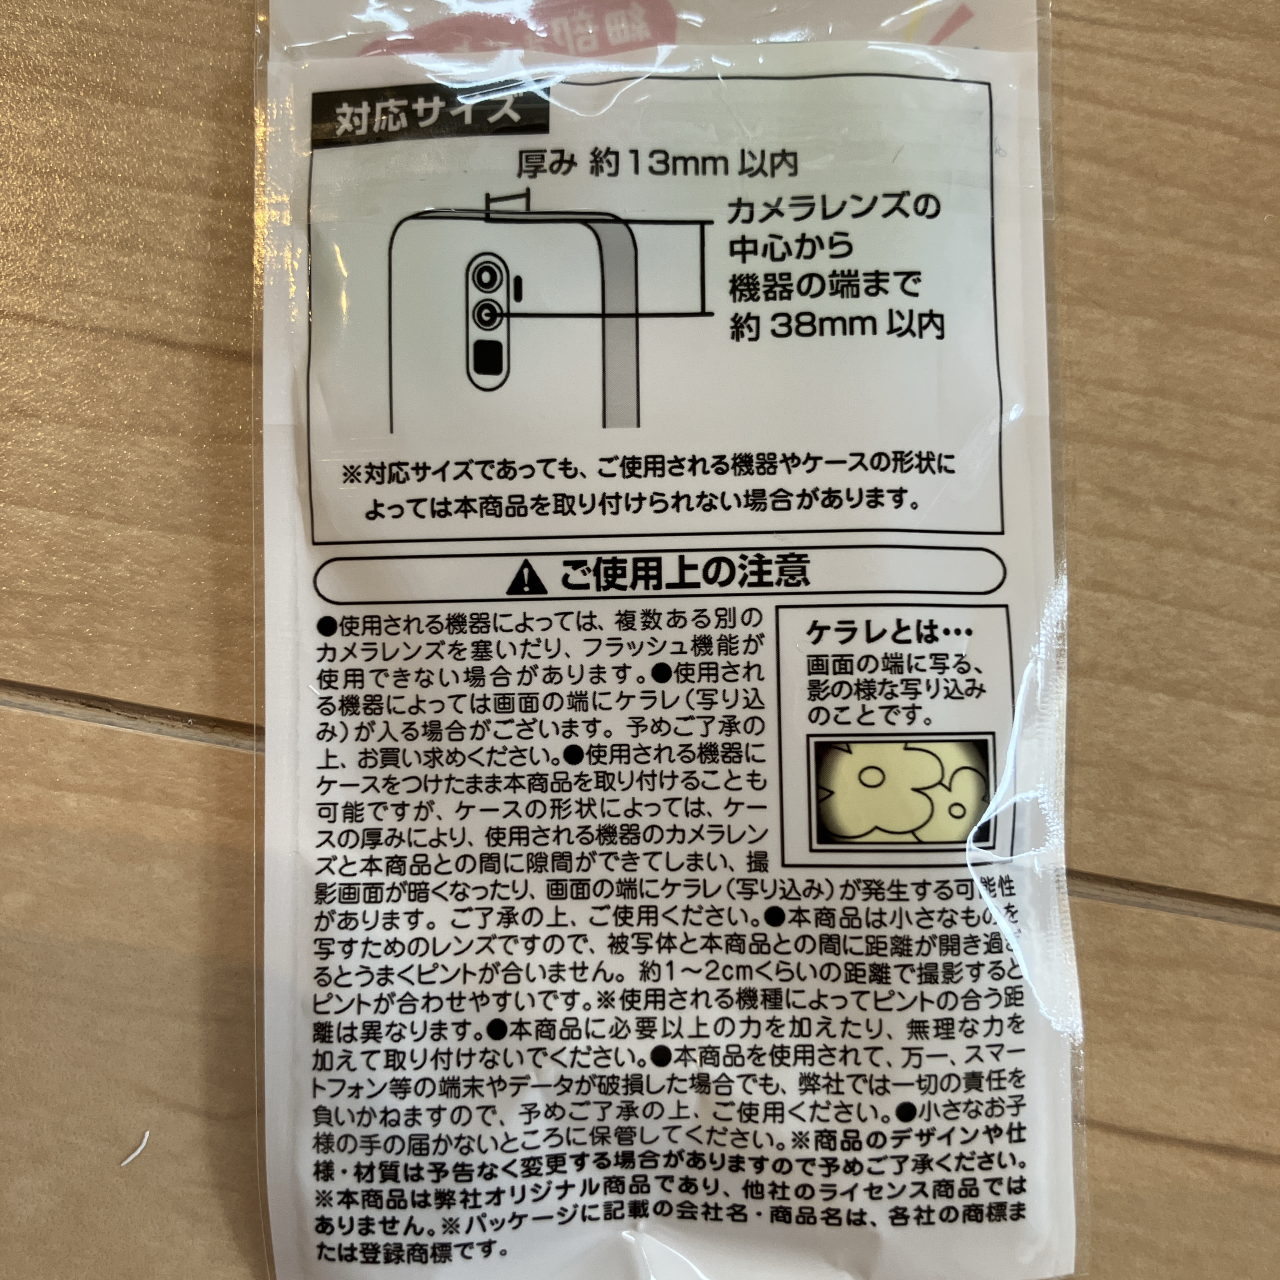 対応サイズ
厚み 約13mm 以内
カメラレンズの
中心から
機器の端まで
約 38mm 以内
※対応サイズであっても、ご使用される機器やケースの形状に
よっては本商品を取り付けられない場合があります。
ご使用上の注意
●使用される機器によっては、複数ある別の
カメラレンズを塞いだり、フラッシュ機能が
使用できない場合があります。●使用され
る機器によっては画面の端にケラレ(写り込
み)が入る場合がございます。予めご了承の
上、お買い求めください。●使用される機器に
ケースをつけたまま本商品を取り付けることも
可能ですが、ケースの形状によっては、ケー
スの厚みにより、使用される機器のカメラレン
ズと本商品との間に隙間ができてしまい、撮
ケラレとは…
画面の端に写る、
影の様な写り込み
のことです。
影画面が暗くなったり、画面の端にケラレ(写り込み)が発生する可能性
があります。ご了承の上、ご使用ください。●本商品は小さなものを
写すためのレンズですので、被写体と本商品との間に距離が開き過ぎ
るとうまくピントが合いません。約1〜2cmくらいの距離で撮影すると
ピントが合わせやすいです。※使用される機種によってピントの合う距
離は異なります。●本商品に必要以上の力を加えたり、無理な力を
加えて取り付けないでください。●本商品を使用されて、万一、スマー
トフォン等の端末やデータが破損した場合でも、弊社では一切の責任を
負いかねますので、予めご了承の上、ご使用ください。●小さなお子
様の手の届かないところに保管してください。※商品のデザインや仕
様・材質は予告なく変更する場合がありますので予めご了承ください。
※本商品は弊社オリジナル商品であり、他社のライセンス商品では
ありません。※パッケージに記載の会社名・商品名は、各社の商標ま
たは登録商標です。